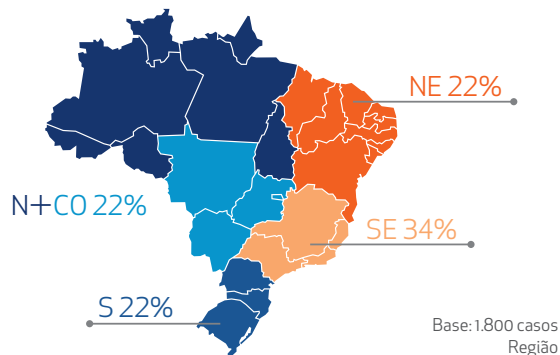 NE 22%
N+CO 22%
SE 34%
S 22%
Base: 1.800 casos
Região